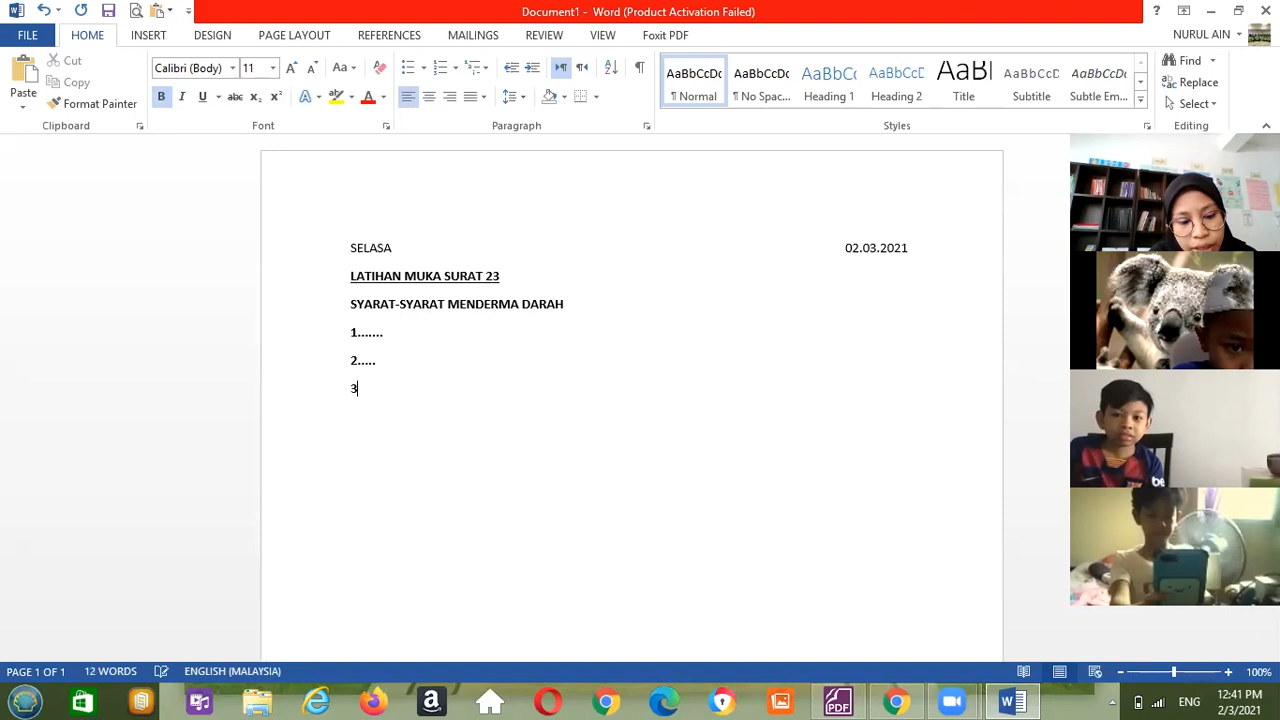 Document1 - Word (Product Activation Failed)
FILE HOME INSERT DESIGN PAGE LAYOUT REFERENCES MAILINGS REVIEW VIEW Foxit PDF NURUL AIN
Cut
Copy
Format Painter
Paste
Clipboard
Calibri (Body) 11
Font
Paragraph
AaBbCcDc AaBbCcDc AaBbCc AaBbCcD AaBb AaBbCcD AaBbCcDc
¶ Normal ¶ No Spac... Heading 1 Heading 2 Title Subtitle Subtle Em...
Styles
Find
Replace
Select
Editing
SELASA 02.03.2021
LATIHAN MUKA SURAT 23
SYARAT-SYARAT MENDERMA DARAH
1.......
2.....
3
PAGE 1 OF 1 12 WORDS ENGLISH (MALAYSIA) 100%
PDF
ENG
12:41 PM
2/3/2021